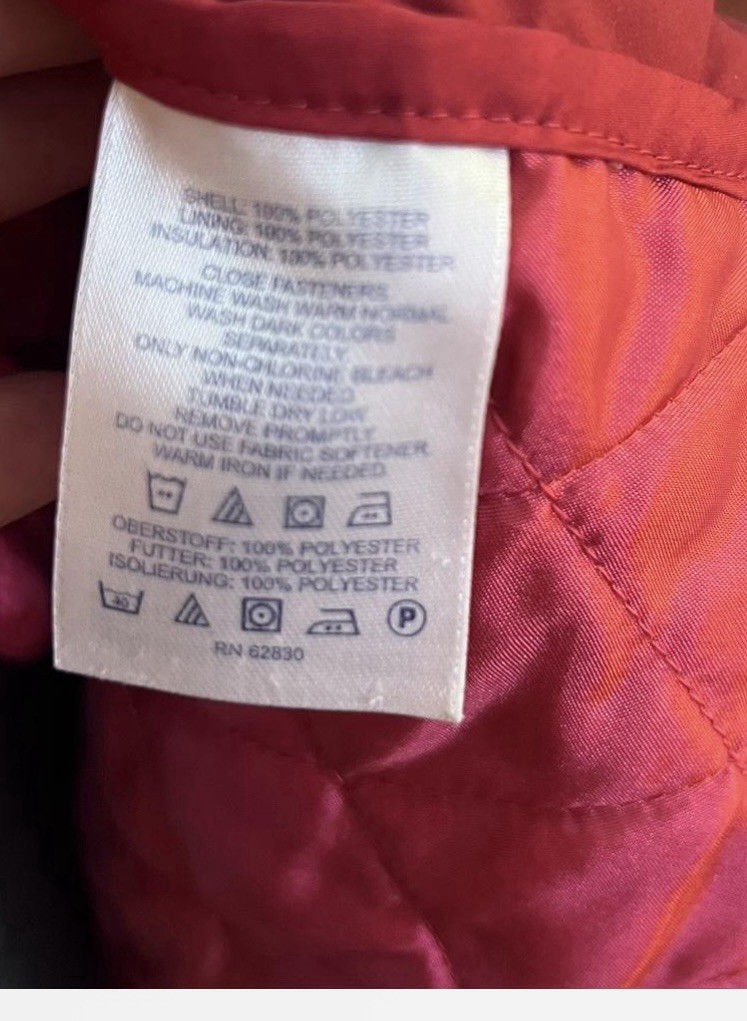 SHELL: 100% POLYESTER
LINING: 100% POLYESTER
INSULATION: 100% POLYESTER
CLOSE FASTENERS
MACHINE WASH WARM NORMAL
WASH DARK COLORS
SEPARATELY
ONLY NON-CHLORINE BLEACH
WHEN NEEDED
TUMBLE DRY LOW
REMOVE PROMPTLY
DO NOT USE FABRIC SOFTENER
WARM IRON IF NEEDED
OBERSTOFF: 100% POLYESTER
FUTTER: 100% POLYESTER
ISOLIERUNG: 100% POLYESTER
40 P
RN 62830